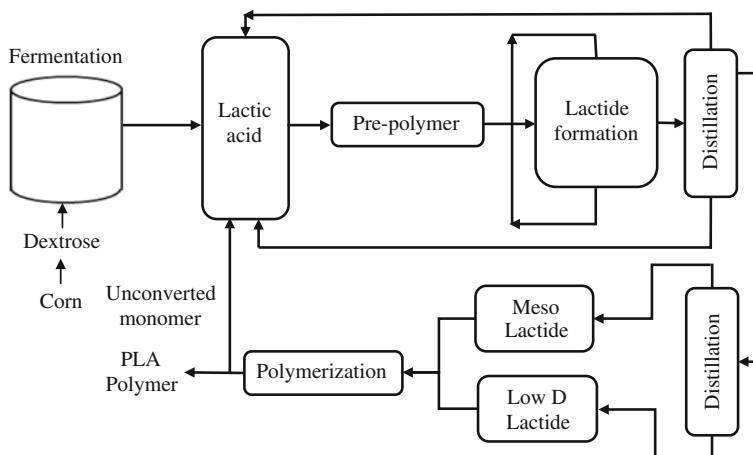 Fermentation
Lactic
acid
Pre-polymer
Lactide
formation
Distillation
Dextrose
Corn
Unconverted
monomer
PLA
Polymer
Polymerization
Meso
Lactide
Low D
Lactide
Distillation